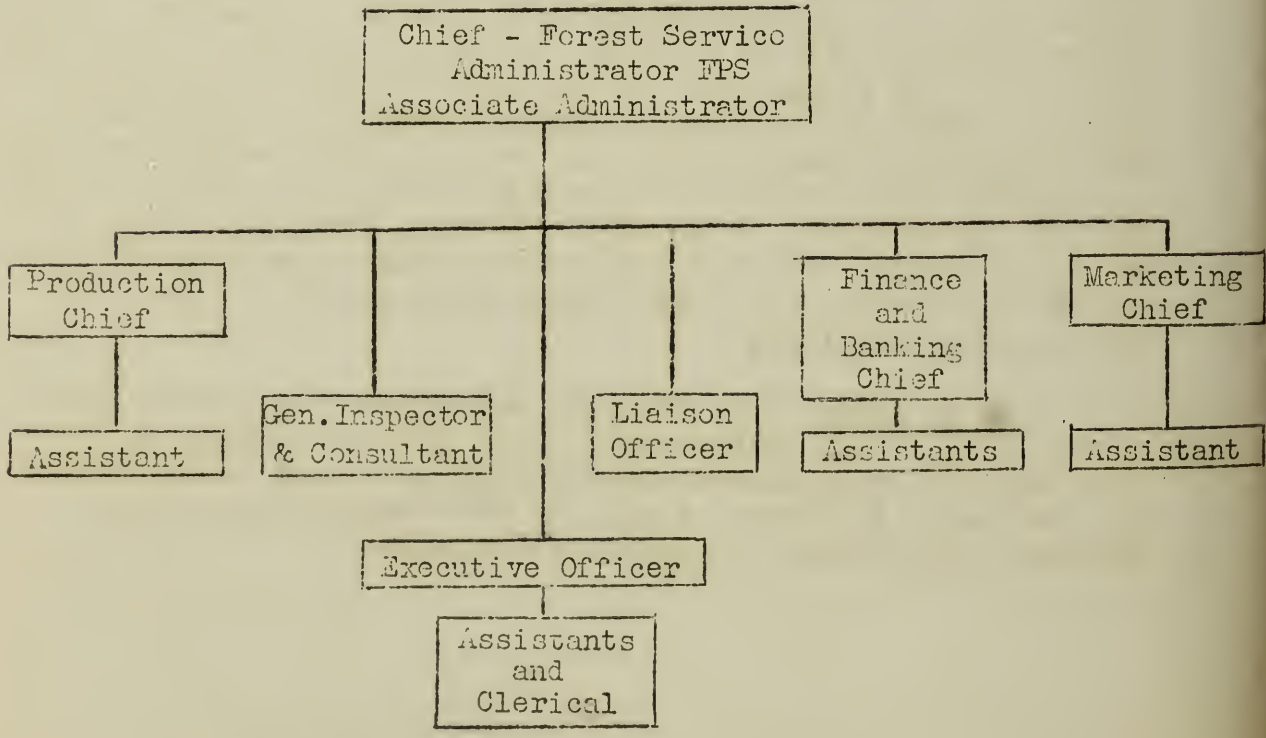 Chief - Forest Service
Administrator FPS
Associate Administrator
Production
Chief
Assistant
Gen. Inspector
& Consultant
Executive Officer
Assistants
and
Clerical
Liaison
Officer
Finance
and
Banking
Chief
Assistants
Marketing
Chief
Assistant